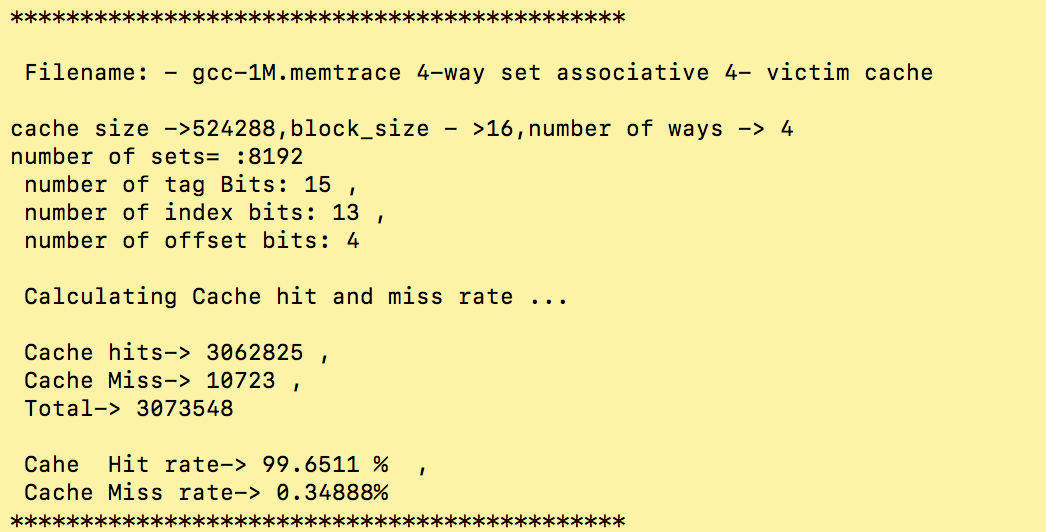 ********************************************
Filename: - gcc-1M.memtrace 4-way set associative 4- victim cache
cache size ->524288,block_size - >16,number of ways -> 4
number of sets= :8192
number of tag Bits: 15 ,
number of index bits: 13 ,
number of offset bits: 4
Calculating Cache hit and miss rate ...
Cache hits-> 3062825 ,
Cache Miss-> 10723 ,
Total-> 3073548
Cahe  Hit rate-> 99.6511 %  ,
Cache Miss rate-> 0.34888%
********************************************